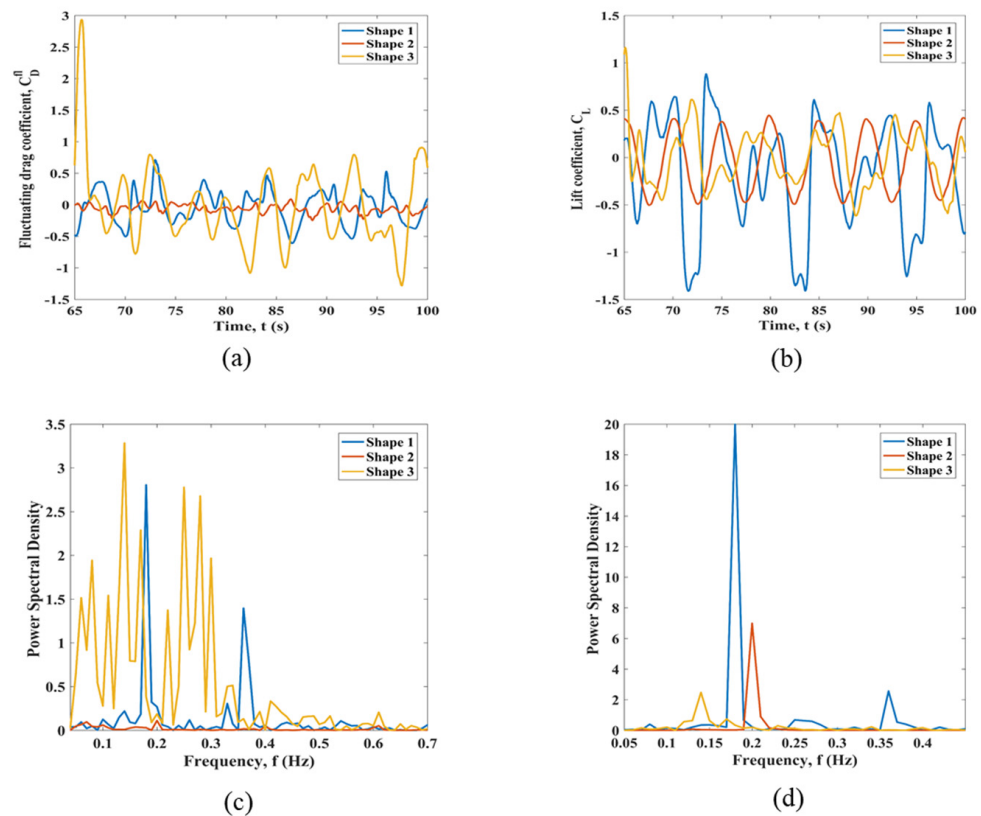 3
2.5
2
1.5
1
0.5
0
-0.5
-1
-1.5
Fluctuating drag coefficient, C_D^fl
65 70 75 80 85 90 95 100
Time, t (s)
Shape 1
Shape 2
Shape 3
(a)
1.5
1
0.5
0
-0.5
-1
-1.5
Lift coefficient, C_L
65 70 75 80 85 90 95 100
Time, t (s)
Shape 1
Shape 2
Shape 3
(b)
3.5
3
2.5
2
1.5
1
0.5
0
Power Spectral Density
0.1 0.2 0.3 0.4 0.5 0.6 0.7
Frequency, f (Hz)
Shape 1
Shape 2
Shape 3
(c)
20
18
16
14
12
10
8
6
4
2
0
Power Spectral Density
0.05 0.1 0.15 0.2 0.25 0.3 0.35 0.4
Frequency, f (Hz)
Shape 1
Shape 2
Shape 3
(d)